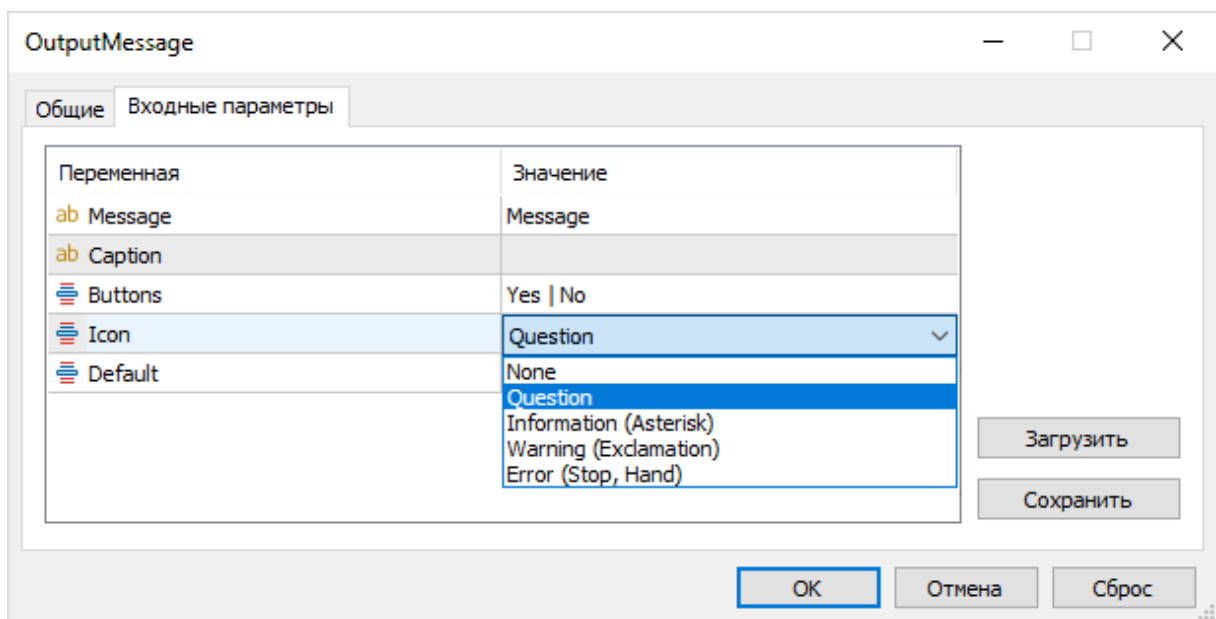 OutputMessage
Общие Входные параметры
Переменная Значение
ab Message Message
ab Caption
Buttons Yes | No
Icon Question
Default None
Question
Information (Asterisk)
Warning (Exclamation)
Error (Stop, Hand)
Загрузить
Сохранить
OK Отмена Сброс